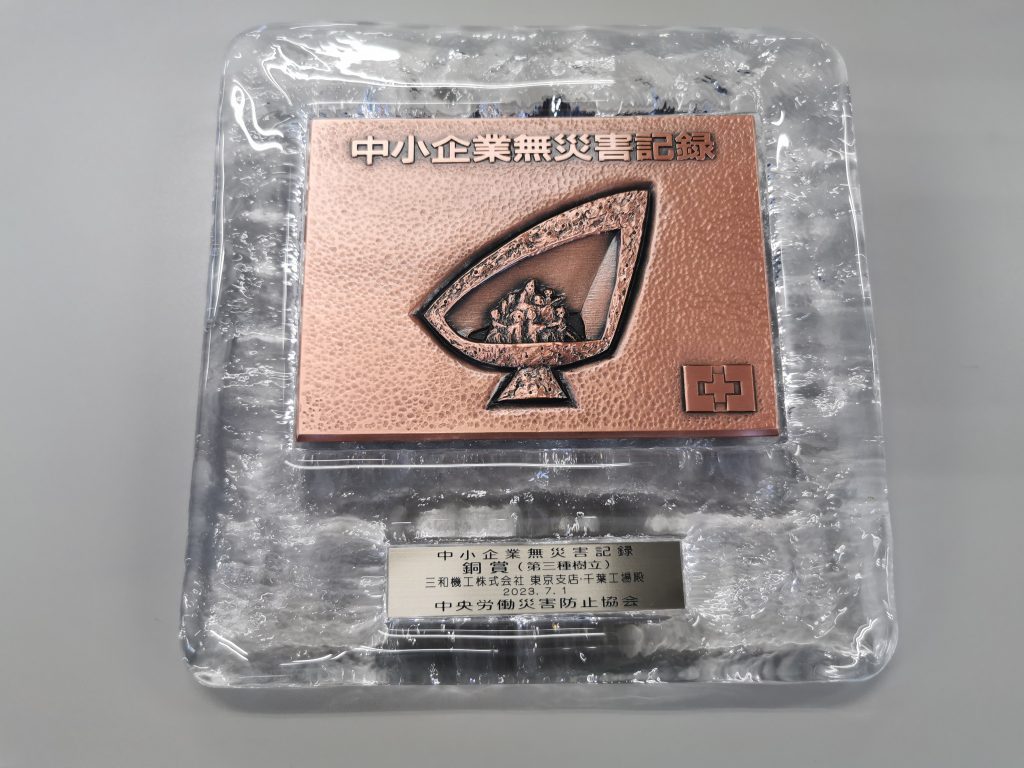 中小企業無災害記録
中小企業無災害記録
銅賞(第三種樹立)
三和機工株式会社 東京支店・千葉工場殿
2023.7.1
中央労働災害防止協会